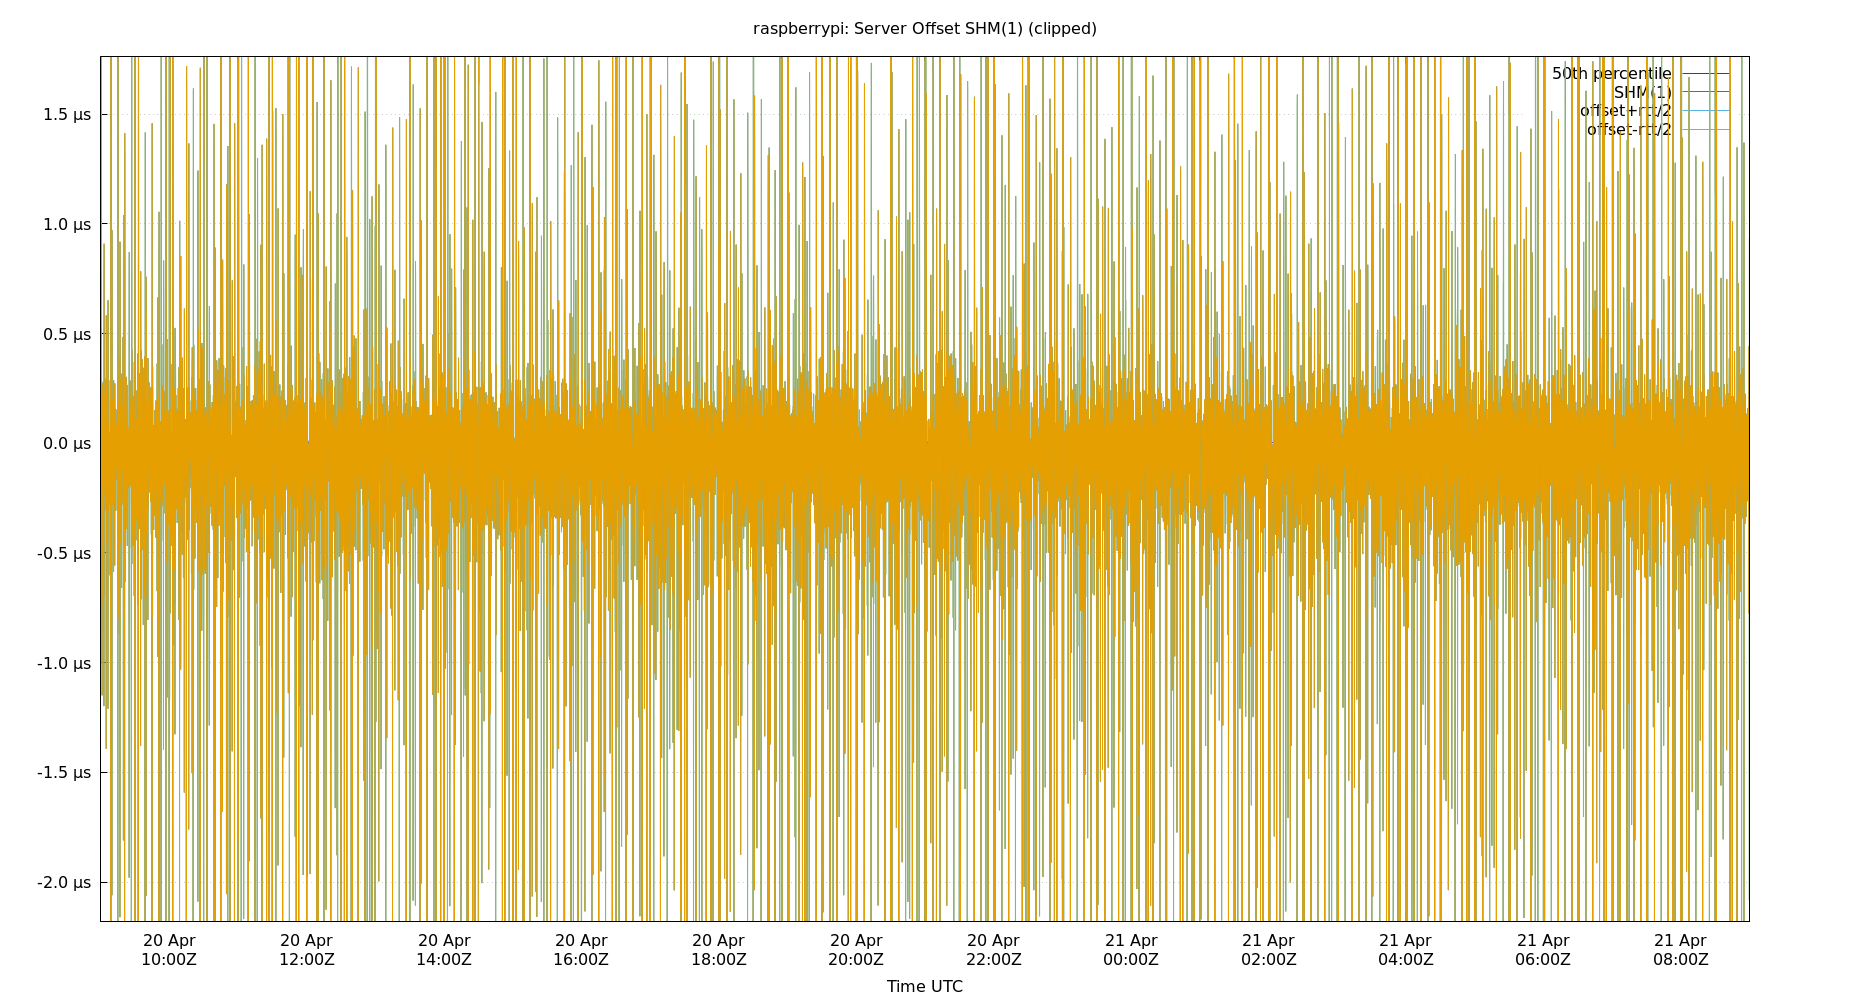 raspberrypi: Server Offset SHM(1) (clipped)
50th percentile
SHM(1)
offset+rtt/2
offset-rtt/2
1.5 µs
1.0 µs
0.5 µs
0.0 µs
-0.5 µs
-1.0 µs
-1.5 µs
-2.0 µs
20 Apr 20 Apr 20 Apr 20 Apr 20 Apr 20 Apr 20 Apr 21 Apr 21 Apr 21 Apr 21 Apr 21 Apr
10:00Z 12:00Z 14:00Z 16:00Z 18:00Z 20:00Z 22:00Z 00:00Z 02:00Z 04:00Z 06:00Z 08:00Z
Time UTC